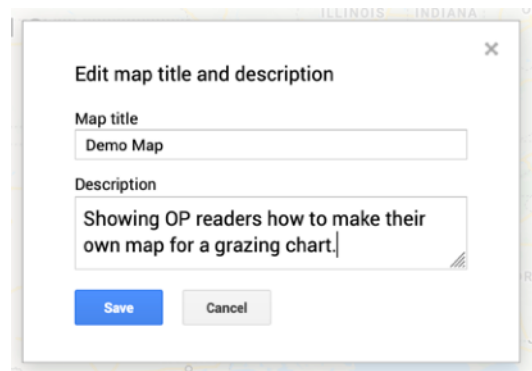 ILLINOIS INDIANA
Edit map title and description
Map title
Demo Map
Description
Showing OP readers how to make their
own map for a grazing chart.
Save Cancel